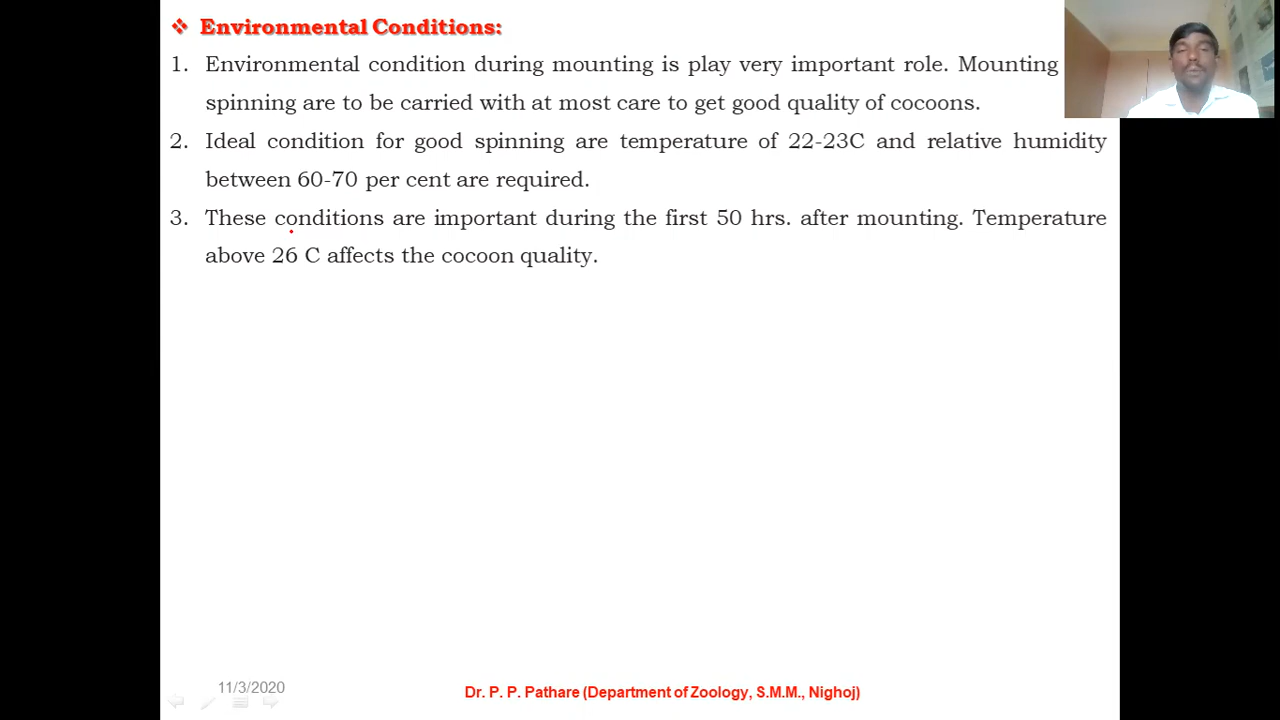 ❖ Environmental Conditions:
1. Environmental condition during mounting is play very important role. Mounting
spinning are to be carried with at most care to get good quality of cocoons.
2. Ideal condition for good spinning are temperature of 22-23C and relative humidity
between 60-70 per cent are required.
3. These conditions are important during the first 50 hrs. after mounting. Temperature
above 26 C affects the cocoon quality.
11/3/2020
Dr. P. P. Pathare (Department of Zoology, S.M.M., Nighoj)